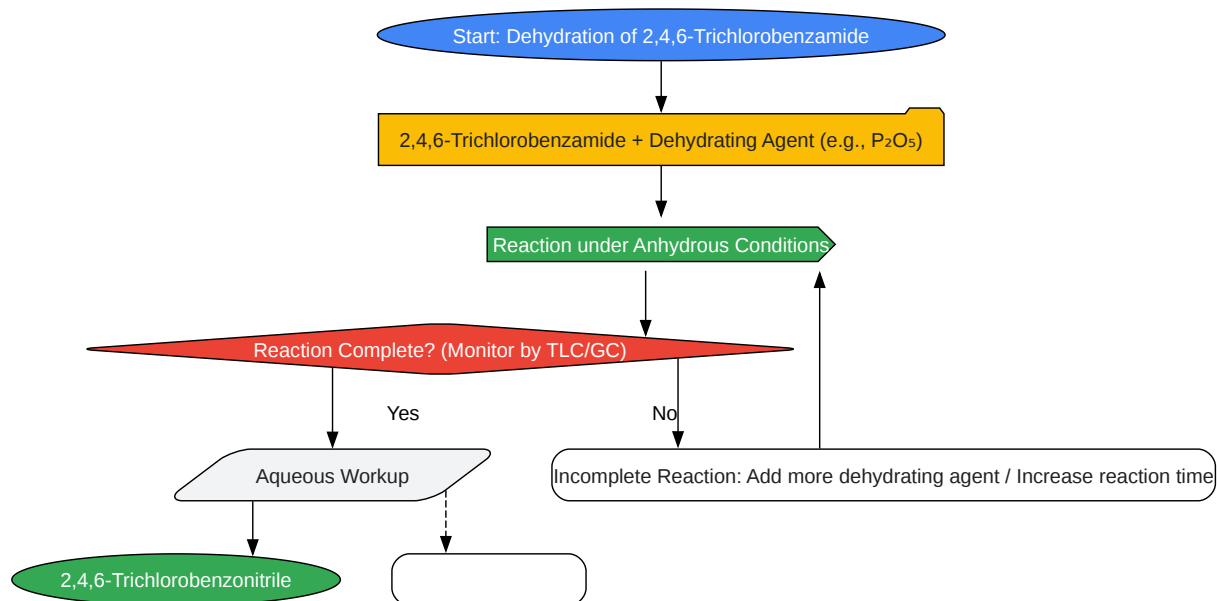 Start: Dehydration of 2,4,6-Trichlorobenzamide
2,4,6-Trichlorobenzamide + Dehydrating Agent (e.g., P₂O₅)
Reaction under Anhydrous Conditions
Reaction Complete? (Monitor by TLC/GC)
Yes
No
Aqueous Workup
Incomplete Reaction: Add more dehydrating agent / Increase reaction time
2,4,6-Trichlorobenzonitrile